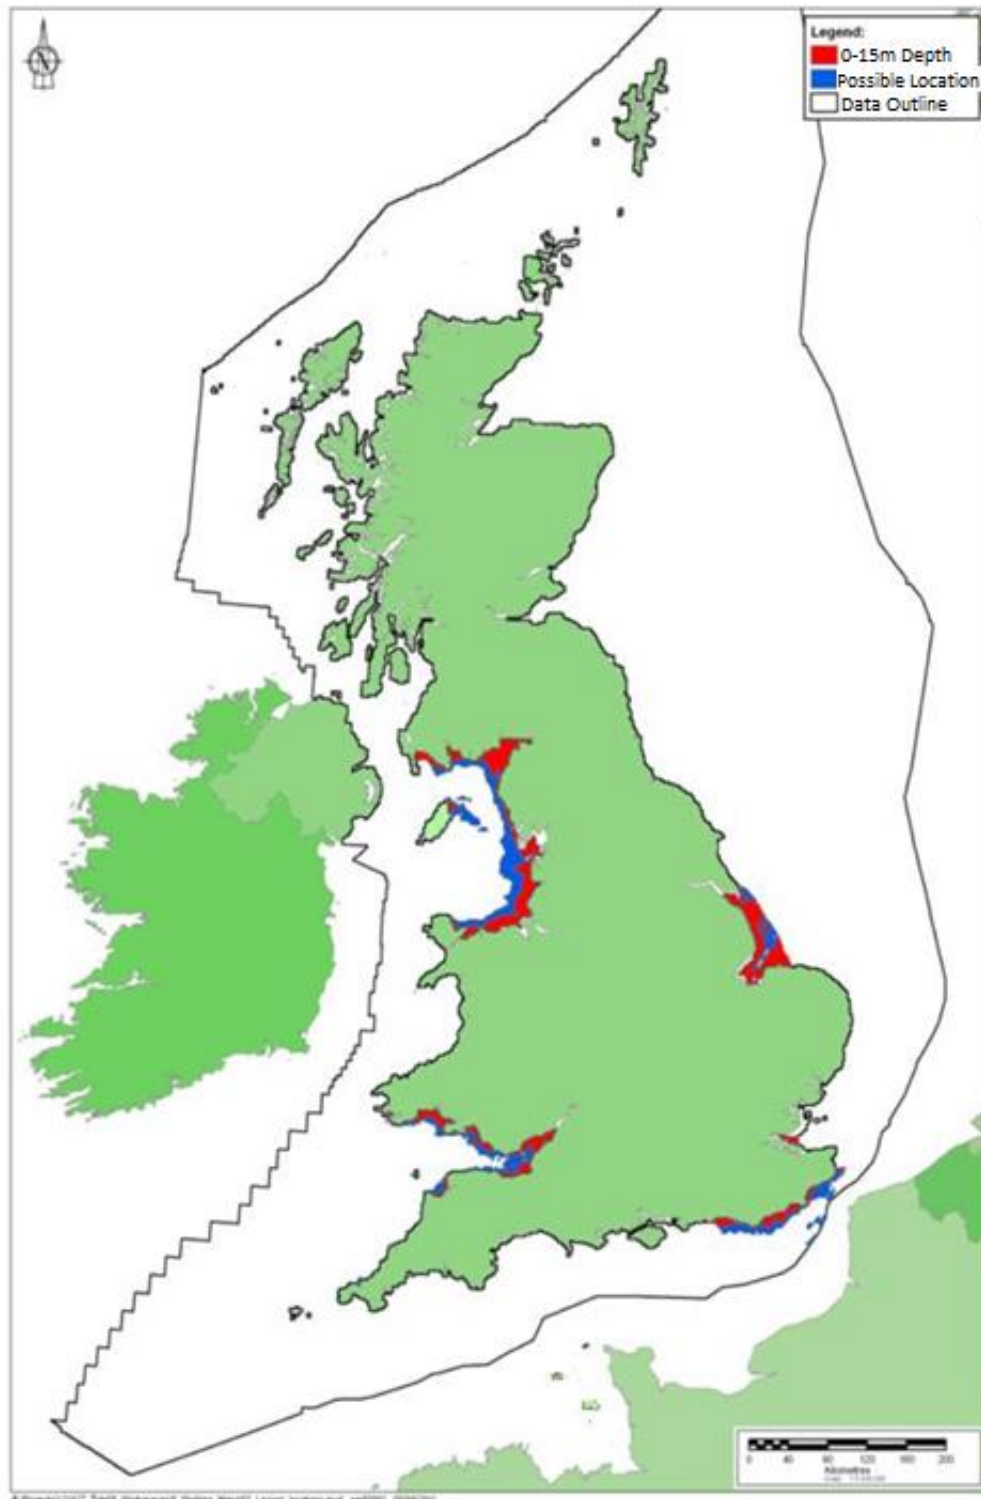 Legend:
0-15m Depth
Possible Location
Data Outline
0 40 80 120 160 200
Kilometres